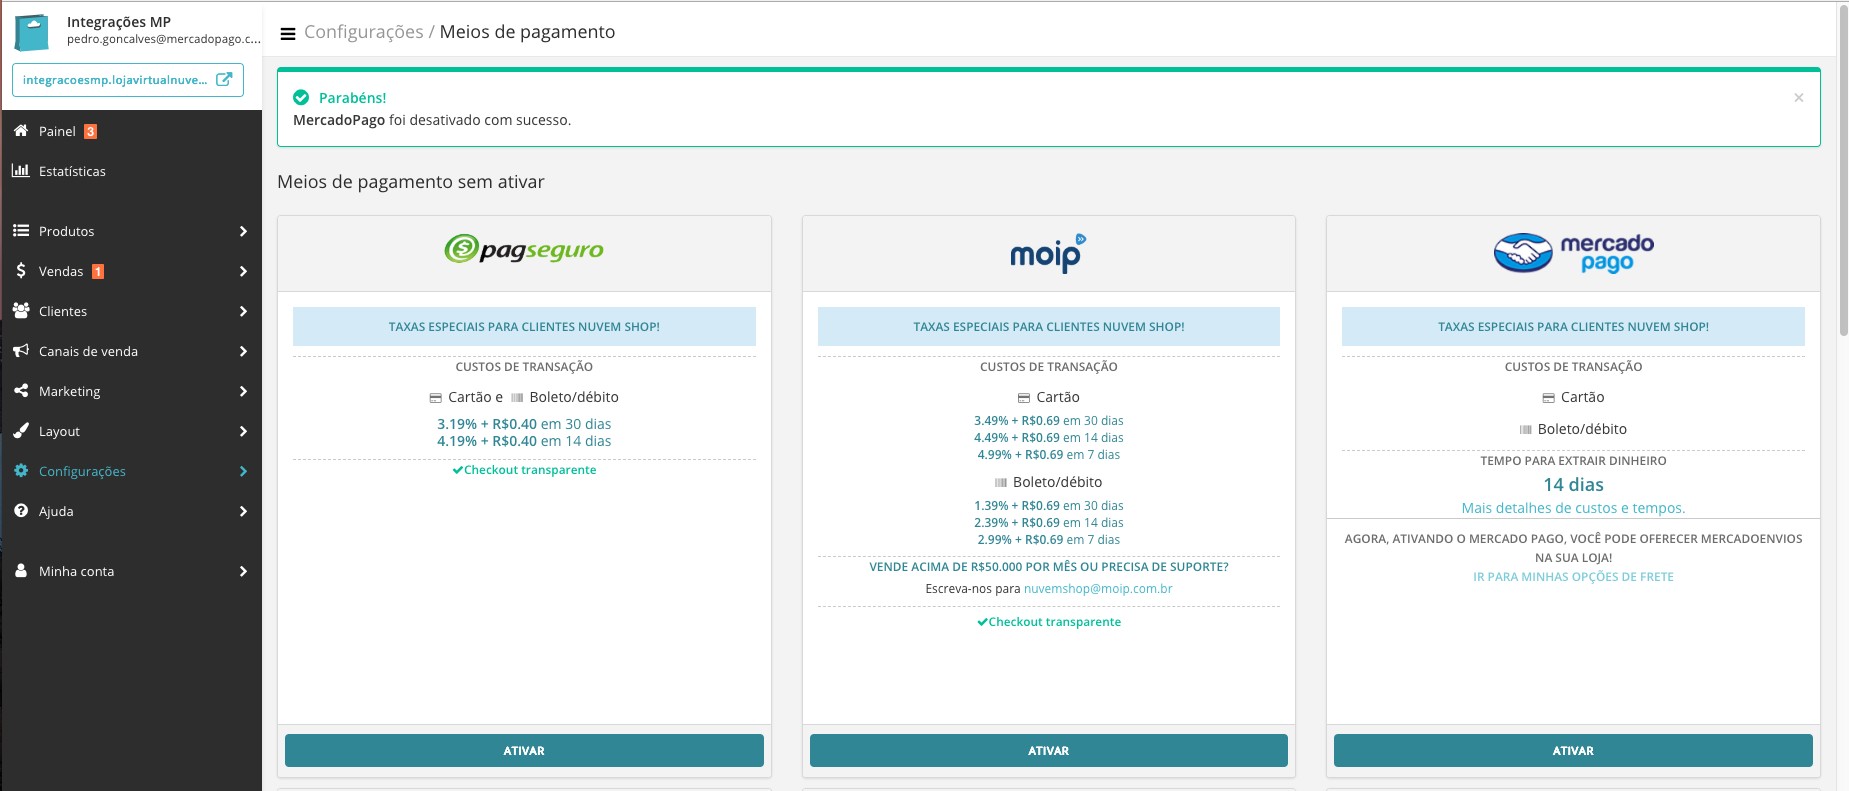 Integrações MP
pedro.goncalves@mercadopago.c...
integracoesmp.lojavirtualnuve...
Painel 3
Estatísticas
Produtos
Vendas 1
Clientes
Canais de venda
Marketing
Layout
Configurações
Ajuda
Minha conta
Configurações / Meios de pagamento
Parabéns!
×
MercadoPago foi desativado com sucesso.
Meios de pagamento sem ativar
pagseguro
TAXAS ESPECIAIS PARA CLIENTES NUVEM SHOP!
CUSTOS DE TRANSAÇÃO
Cartão e Boleto/débito
3.19% + R$0.40 em 30 dias
4.19% + R$0.40 em 14 dias
Checkout transparente
ATIVAR
moip
TAXAS ESPECIAIS PARA CLIENTES NUVEM SHOP!
CUSTOS DE TRANSAÇÃO
Cartão
3.49% + R$0.69 em 30 dias
4.49% + R$0.69 em 14 dias
4.99% + R$0.69 em 7 dias
Boleto/débito
1.39% + R$0.69 em 30 dias
2.39% + R$0.69 em 14 dias
2.99% + R$0.69 em 7 dias
VENDE ACIMA DE R$50.000 POR MÊS OU PRECISA DE SUPORTE?
Escreva-nos para nuvemshop@moip.com.br
Checkout transparente
ATIVAR
mercado
pago
TAXAS ESPECIAIS PARA CLIENTES NUVEM SHOP!
CUSTOS DE TRANSAÇÃO
Cartão
Boleto/débito
TEMPO PARA EXTRAIR DINHEIRO
14 dias
Mais detalhes de custos e tempos.
AGORA, ATIVANDO O MERCADO PAGO, VOCÊ PODE OFERECER MERCADOENVIOS
NA SUA LOJA!
IR PARA MINHAS OPÇÕES DE FRETE
ATIVAR